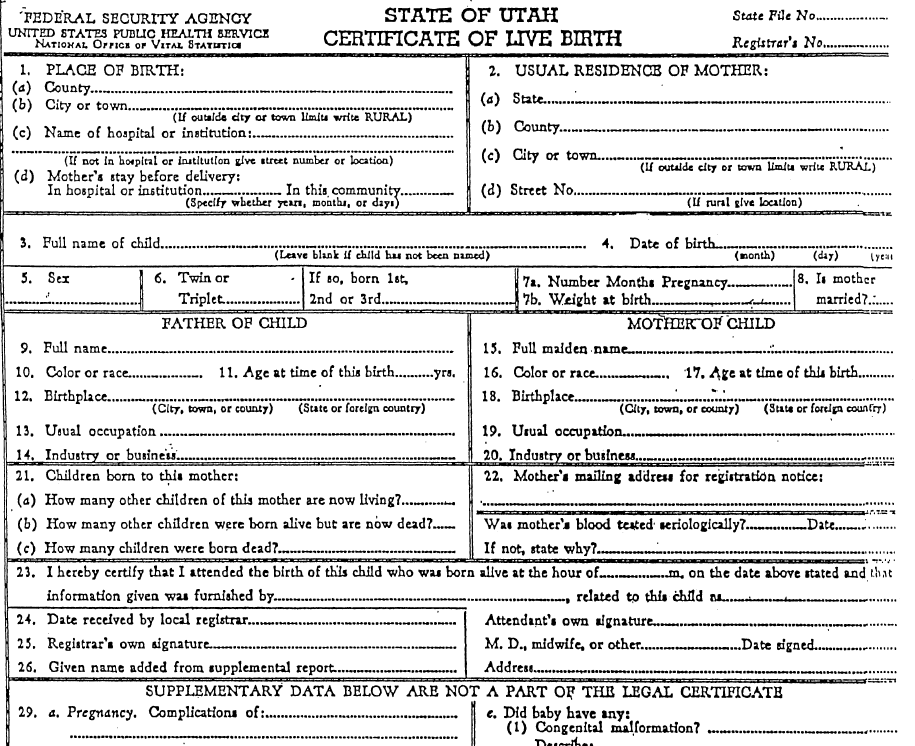 FEDERAL SECURITY AGENCY
UNITED STATES PUBLIC HEALTH SERVICE
NATIONAL OFFICE OF VITAL STATISTICS
STATE OF UTAH
CERTIFICATE OF LIVE BIRTH
State File No.
Registrar's No.
1. PLACE OF BIRTH:
(a) County
(b) City or town
(If outside city or town limits write RURAL)
(c) Name of hospital or institution:
(If not in hospital or institution give street number or location)
(d) Mother's stay before delivery:
In hospital or institution In this community
(Specify whether years, months, or days)
2. USUAL RESIDENCE OF MOTHER:
(a) State
(b) County
(c) City or town
(If outside city or town limits write RURAL)
(d) Street No.
(If rural give location)
3. Full name of child
(Leave blank if child has not been named)
4. Date of birth
(month) (day) (year
5. Sex
6. Twin or
Triplet
If so, born 1st,
2nd or 3rd
7a. Number Months Pregnancy
7b. Weight at birth
8. Is mother
married?
FATHER OF CHILD
9. Full name
10. Color or race 11. Age at time of this birth yrs.
12. Birthplace
(City, town, or county) (State or foreign country)
13. Usual occupation
14. Industry or business
MOTHER OF CHILD
15. Full maiden name
16. Color or race 17. Age at time of this birth
18. Birthplace
(City, town, or county) (State or foreign country)
19. Usual occupation
20. Industry or business
21. Children born to this mother:
(a) How many other children of this mother are now living?
(b) How many other children were born alive but are now dead?
(c) How many children were born dead?
22. Mother's mailing address for registration notice:
Was mother's blood tested seriologically? Date
If not, state why?
23. I hereby certify that I attended the birth of this child who was born alive at the hour of m, on the date above stated and that
information given was furnished by , related to this child as
24. Date received by local registrar
25. Registrar's own signature
26. Given name added from supplemental report
Attendant's own signature
M. D., midwife, or other Date signed
Address
SUPPLEMENTARY DATA BELOW ARE NOT A PART OF THE LEGAL CERTIFICATE
29. a. Pregnancy. Complications of:
e. Did baby have any:
(1) Congenital malformation?
Describe: